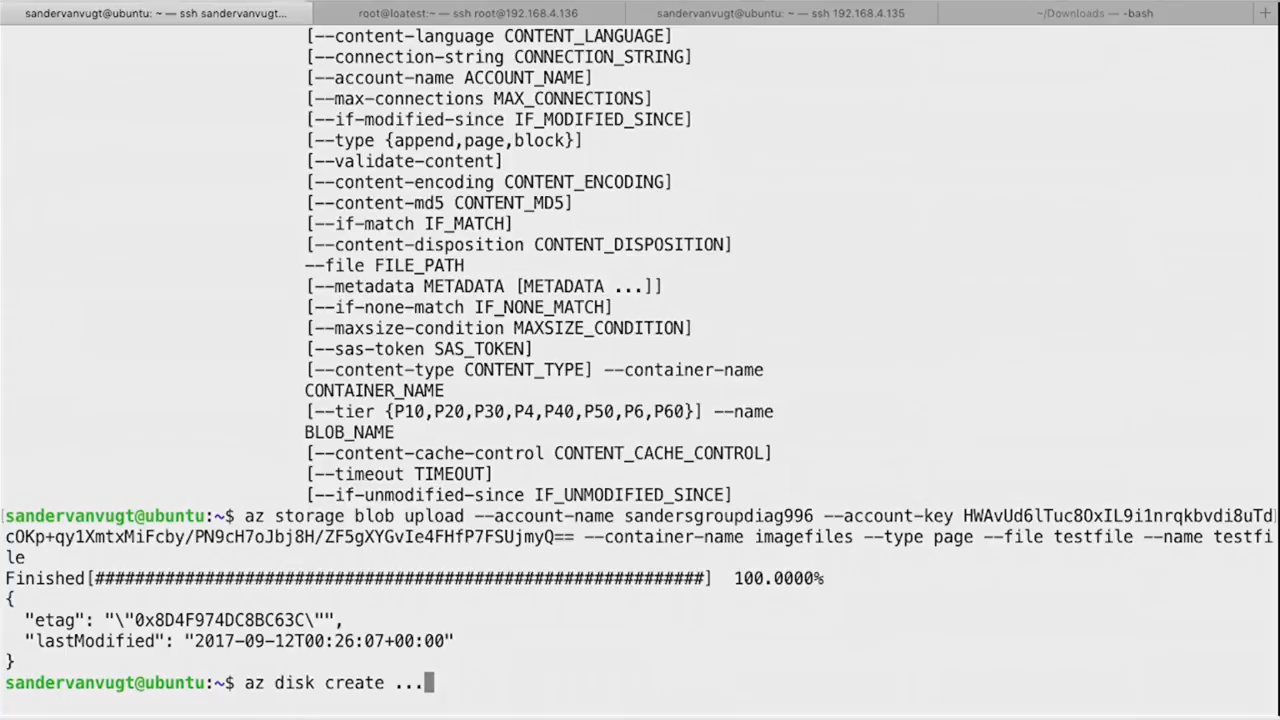 sandervanvugt@ubuntu: ~ — ssh sandervanvugt... root@loatest:~ — ssh root@192.168.4.136 sandervanvugt@ubuntu: ~ — ssh 192.168.4.135 ~/Downloads — -bash +
[--content-language CONTENT_LANGUAGE]
[--connection-string CONNECTION_STRING]
[--account-name ACCOUNT_NAME]
[--max-connections MAX_CONNECTIONS]
[--if-modified-since IF_MODIFIED_SINCE]
[--type {append,page,block}]
[--validate-content]
[--content-encoding CONTENT_ENCODING]
[--content-md5 CONTENT_MD5]
[--if-match IF_MATCH]
[--content-disposition CONTENT_DISPOSITION]
--file FILE_PATH
[--metadata METADATA [METADATA ...]]
[--if-none-match IF_NONE_MATCH]
[--maxsize-condition MAXSIZE_CONDITION]
[--sas-token SAS_TOKEN]
[--content-type CONTENT_TYPE] --container-name
CONTAINER_NAME
[--tier {P10,P20,P30,P4,P40,P50,P6,P60}] --name
BLOB_NAME
[--content-cache-control CONTENT_CACHE_CONTROL]
[--timeout TIMEOUT]
[--if-unmodified-since IF_UNMODIFIED_SINCE]
sandervanvugt@ubuntu:~$ az storage blob upload --account-name sandersgroupdiag996 --account-key HWAvUd6lTuc8OxIL9i1nrqkbvdi8uTd
cOKp+qy1XmtxMiFcby/PN9cH7oJbj8H/ZF5gXYGvIe4FHfP7FSUjmyQ== --container-name imagefiles --type page --file testfile --name testfi
le
Finished[#############################################################] 100.0000%
{
"etag": "\"0x8D4F974DC8BC63C\"",
"lastModified": "2017-09-12T00:26:07+00:00"
}
sandervanvugt@ubuntu:~$ az disk create ...